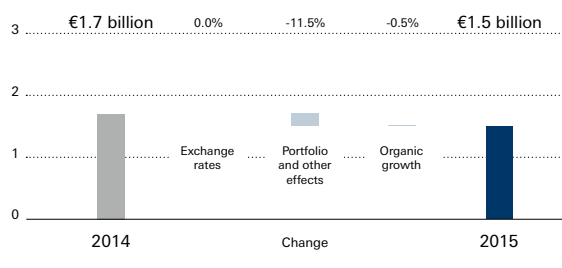 €1.7 billion 0.0% -11.5% -0.5% €1.5 billion
3
2
1
0
Exchange
rates
Portfolio
and other
effects
Organic
growth
2014 Change 2015